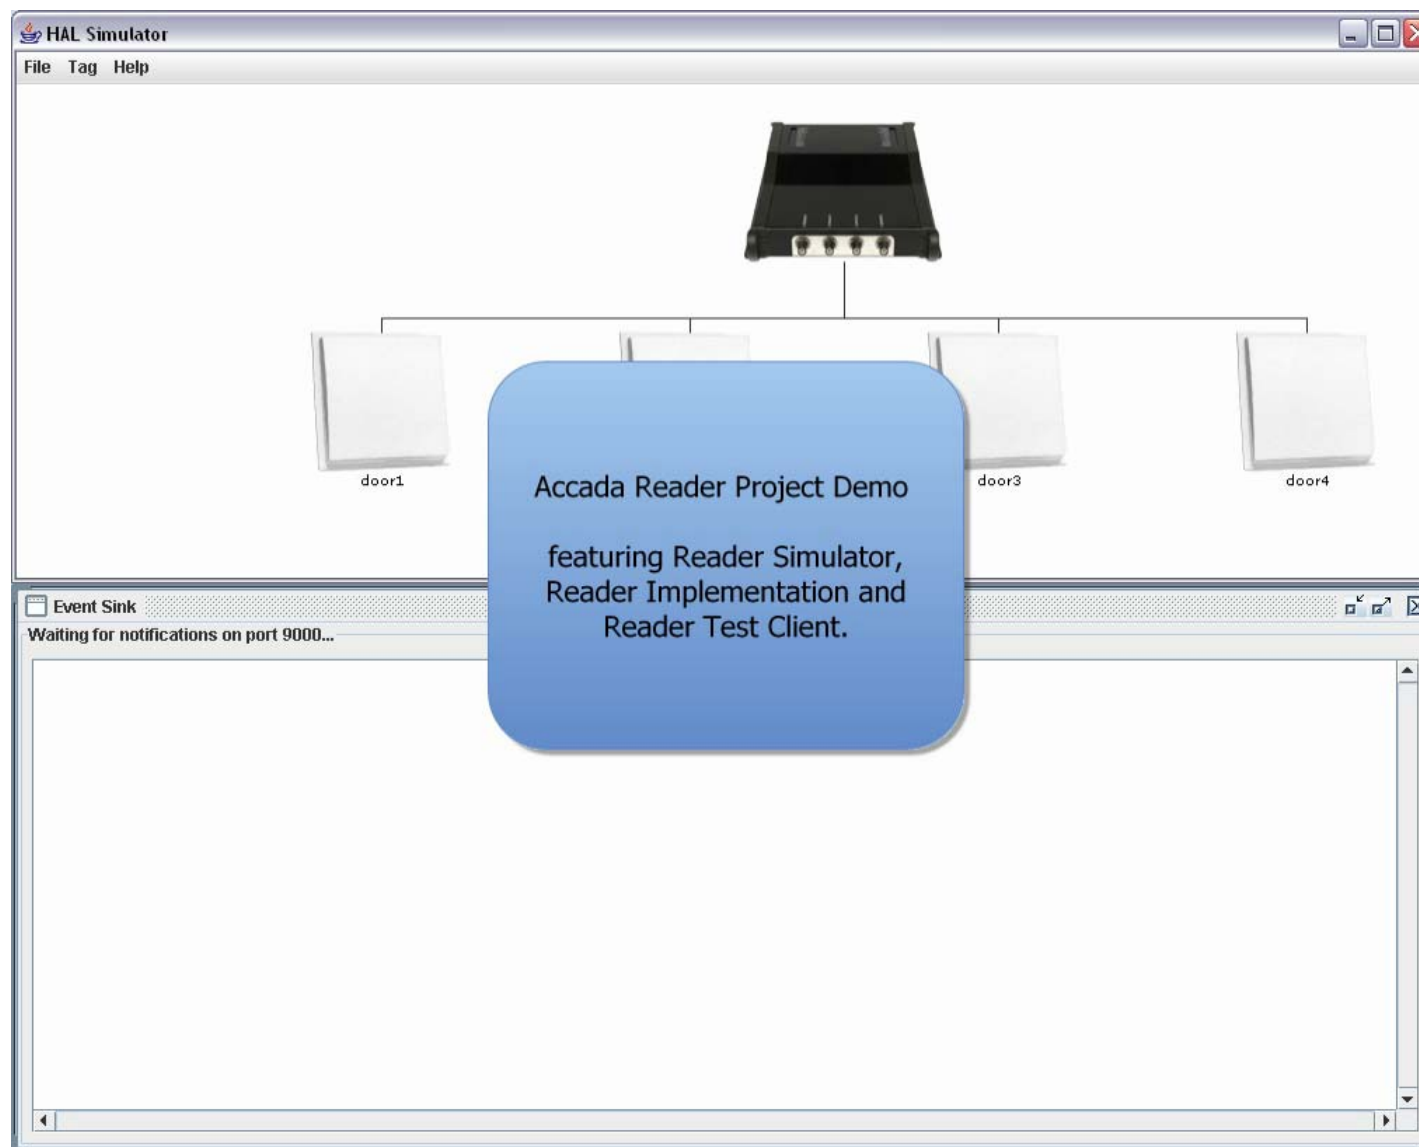 HAL Simulator
File Tag Help
door1
door3
door4
Accada Reader Project Demo
featuring Reader Simulator,
Reader Implementation and
Reader Test Client.
Event Sink
Waiting for notifications on port 9000...